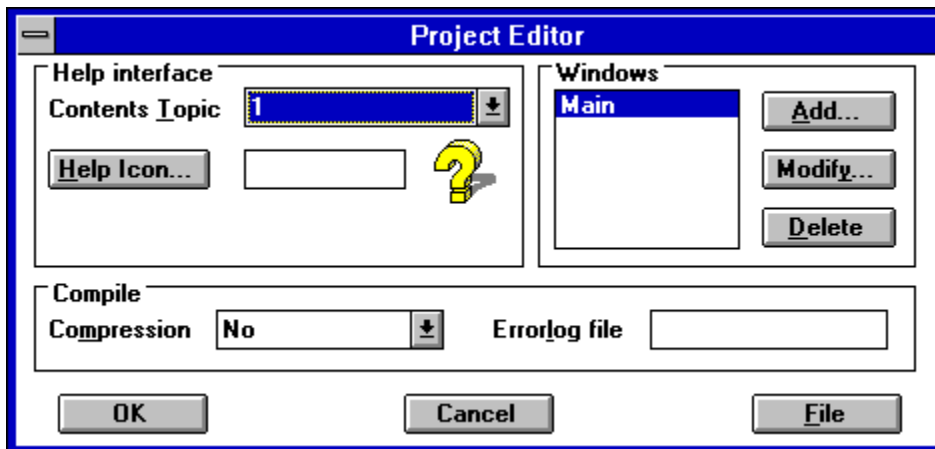 Project Editor
Help interface
Contents Topic 1
Help Icon...
Windows
Main
Add...
Modify...
Delete
Compile
Compression No
Errorlog file
OK
Cancel
File